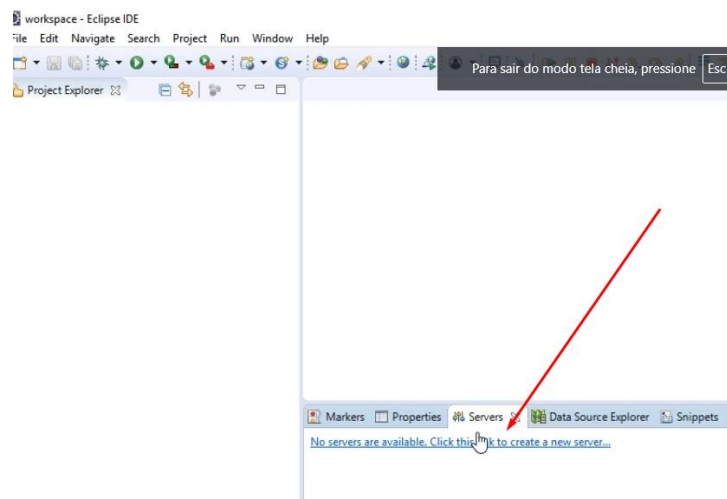 workspace - Eclipse IDE
File Edit Navigate Search Project Run Window Help
Para sair do modo tela cheia, pressione Esc
Project Explorer
Markers Properties Servers Data Source Explorer Snippets
No servers are available. Click this link to create a new server...